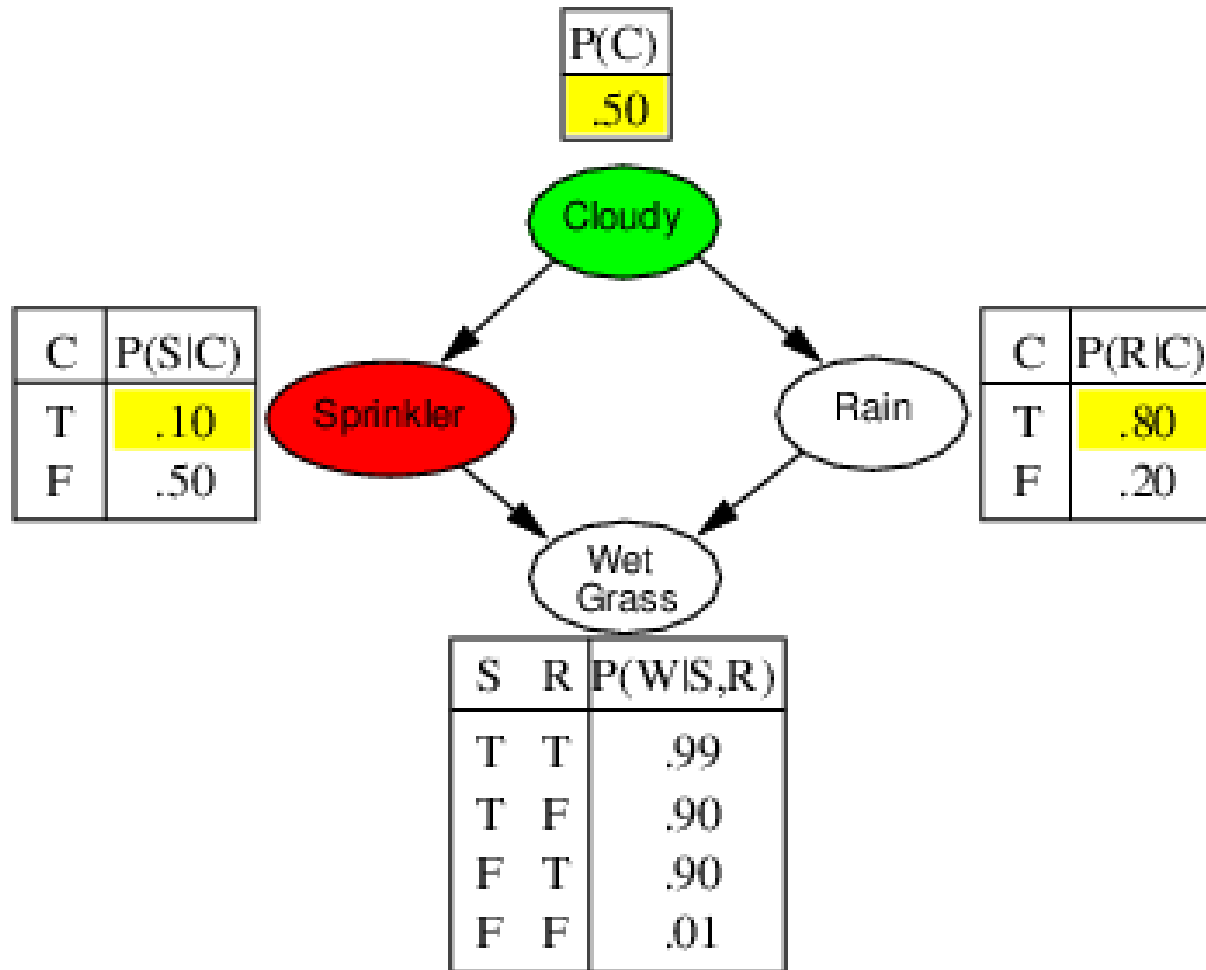 P(C)
.50
Cloudy
C P(S|C)
T .10
F .50
Sprinkler
Rain
C P(R|C)
T .80
F .20
Wet
Grass
S R P(W|S,R)
T T .99
T F .90
F T .90
F F .01